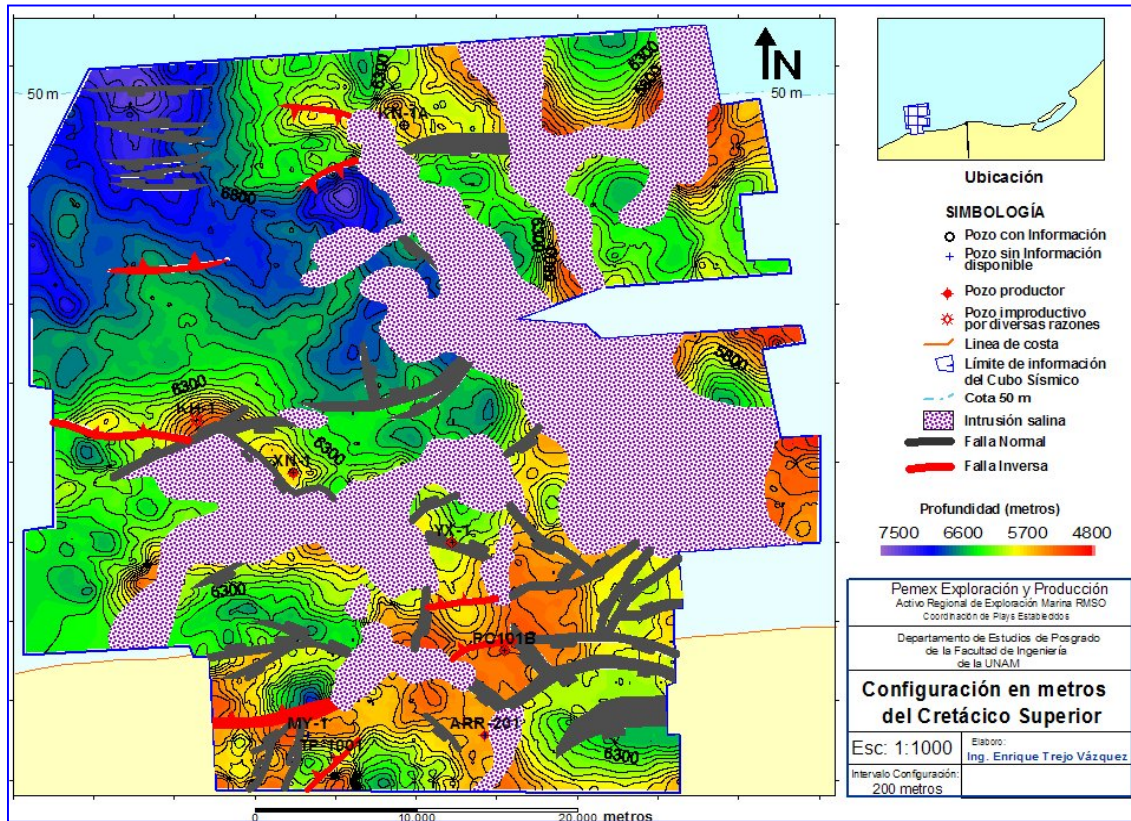 50 m
50 m
N
6300
KN-1A
6300
5800
6800
6300
5800
5800
6300
KH-1
XN-1
6300
YX-1
6300
RC101B
MY-1
TP-1001
ARR-201
6300
0
10,000
20,000 metros
Ubicación
SIMBOLOGÍA
Pozo con Información
Pozo sin Información
disponible
Pozo productor
Pozo improductivo
por diversas razones
Linea de costa
Límite de información
del Cubo Sísmico
Cota 50 m
Intrusión salina
Falla Normal
Falla Inversa
Profundidad (metros)
7500 6600 5700 4800
Pemex Exploración y Producción
Activo Regional de Exploración Marina RMSO
Coordinación de Plays Establecidos
Departamento de Estudios de Posgrado
de la Facultad de Ingeniería
de la UNAM
Configuración en metros
del Cretácico Superior
Esc: 1:1000
Elaboro:
Ing. Enrique Trejo Vázquez
Intervalo Configuración:
200 metros